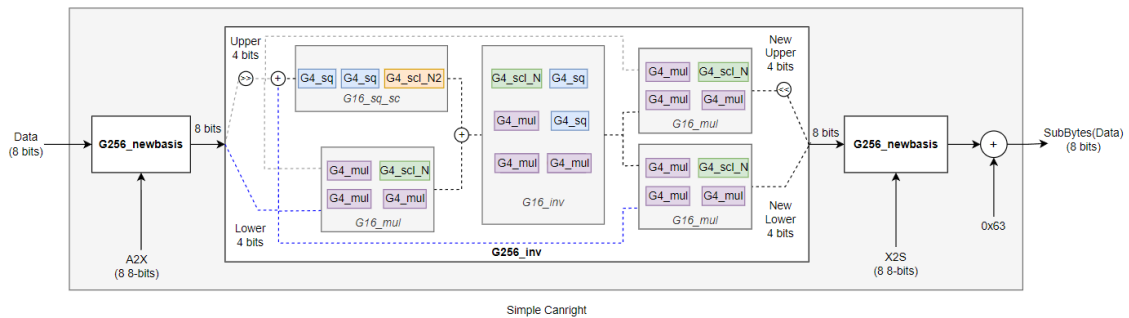 Data
(8 bits)
G256_newbasis
A2X
(8 8-bits)
8 bits
Upper
4 bits
>>
+
G4_sq G4_sq G4_scl_N2
G16_sq_sc
G4_mul G4_scl_N
G4_mul G4_mul
G16_mul
Lower
4 bits
+
G4_scl_N G4_sq
G4_mul G4_sq
G4_mul G4_mul
G16_inv
G4_mul G4_scl_N
G4_mul G4_mul
G16_mul
G4_mul G4_scl_N
G4_mul G4_mul
G16_mul
New
Upper
4 bits
<<
New
Lower
4 bits
G256_inv
8 bits
G256_newbasis
X2S
(8 8-bits)
+
0x63
SubBytes(Data)
(8 bits)
Simple Canright